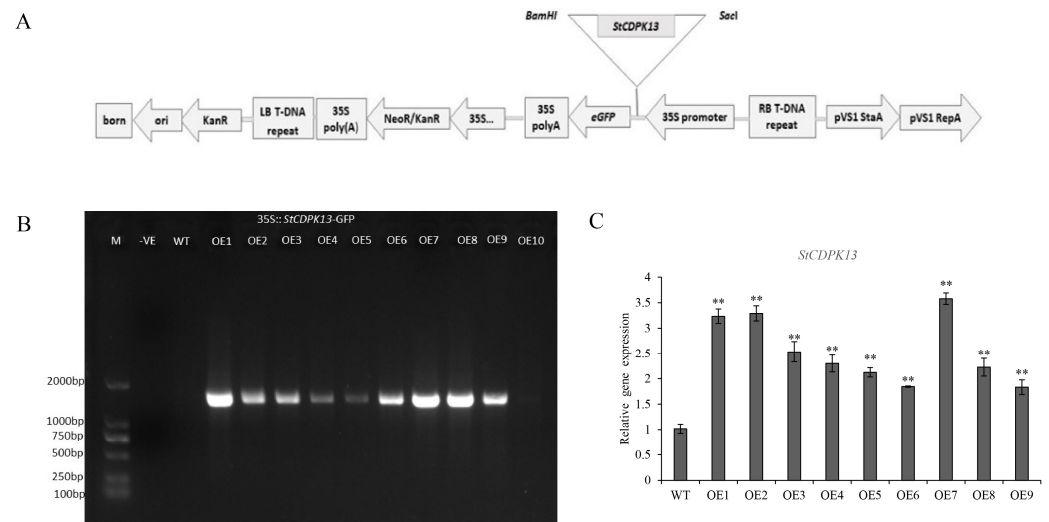 A
BamHI StCDPK13 SacI
born ori KanR LB T-DNA repeat 35S poly(A) NeoR/KanR 35S... 35S polyA eGFP 35S promoter RB T-DNA repeat pVS1 StaA pVS1 RepA
B
35S::StCDPK13-GFP
M -VE WT OE1 OE2 OE3 OE4 OE5 OE6 OE7 OE8 OE9 OE10
2000bp
1000bp
750bp
500bp
250bp
100bp
C
StCDPK13
Relative gene expression
4
3.5
3
2.5
2
1.5
1
0.5
0
** ** ** ** ** ** ** ** **
WT OE1 OE2 OE3 OE4 OE5 OE6 OE7 OE8 OE9